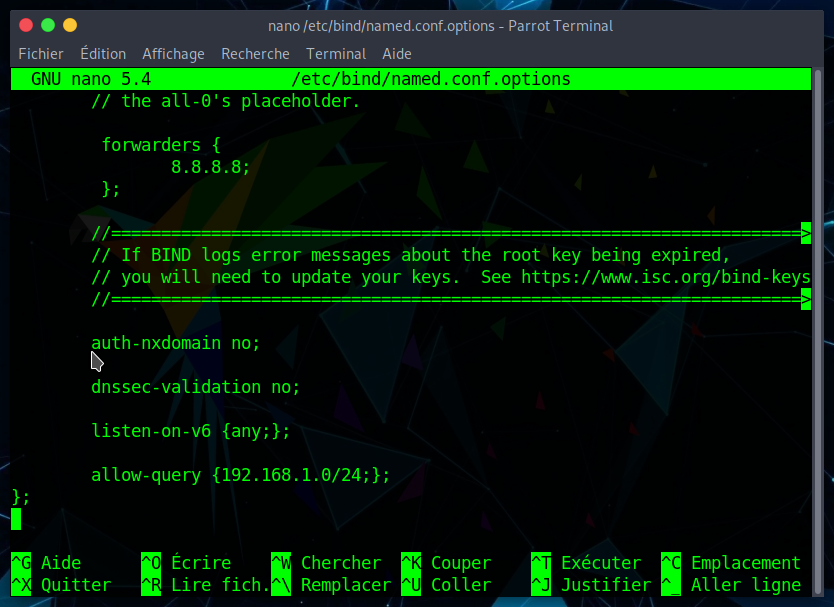 nano /etc/bind/named.conf.options - Parrot Terminal
Fichier Édition Affichage Recherche Terminal Aide
GNU nano 5.4 /etc/bind/named.conf.options
// the all-0's placeholder.
forwarders {
8.8.8.8;
};
//=====================================================================>
// If BIND logs error messages about the root key being expired,
// you will need to update your keys.  See https://www.isc.org/bind-keys
//=====================================================================>
auth-nxdomain no;
dnssec-validation no;
listen-on-v6 {any;};
allow-query {192.168.1.0/24;};
};
^G Aide ^O Écrire ^W Chercher ^K Couper ^T Exécuter ^C Emplacement
^X Quitter ^R Lire fich. ^\ Remplacer ^U Coller ^J Justifier ^_ Aller ligne